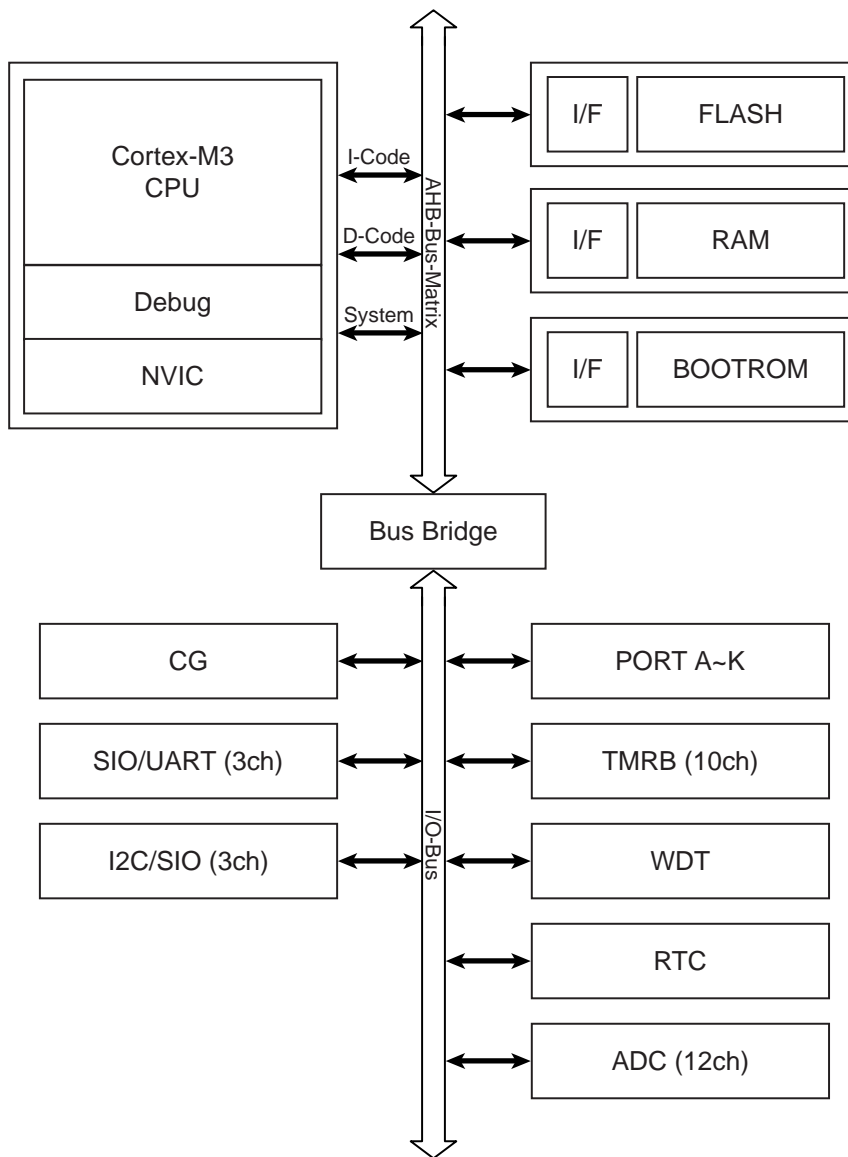 Cortex-M3
CPU
Debug
NVIC
I-Code
D-Code
System
AHB-Bus-Matrix
I/F
FLASH
I/F
RAM
I/F
BOOTROM
Bus Bridge
CG
SIO/UART (3ch)
I2C/SIO (3ch)
I/O-Bus
PORT A~K
TMRB (10ch)
WDT
RTC
ADC (12ch)